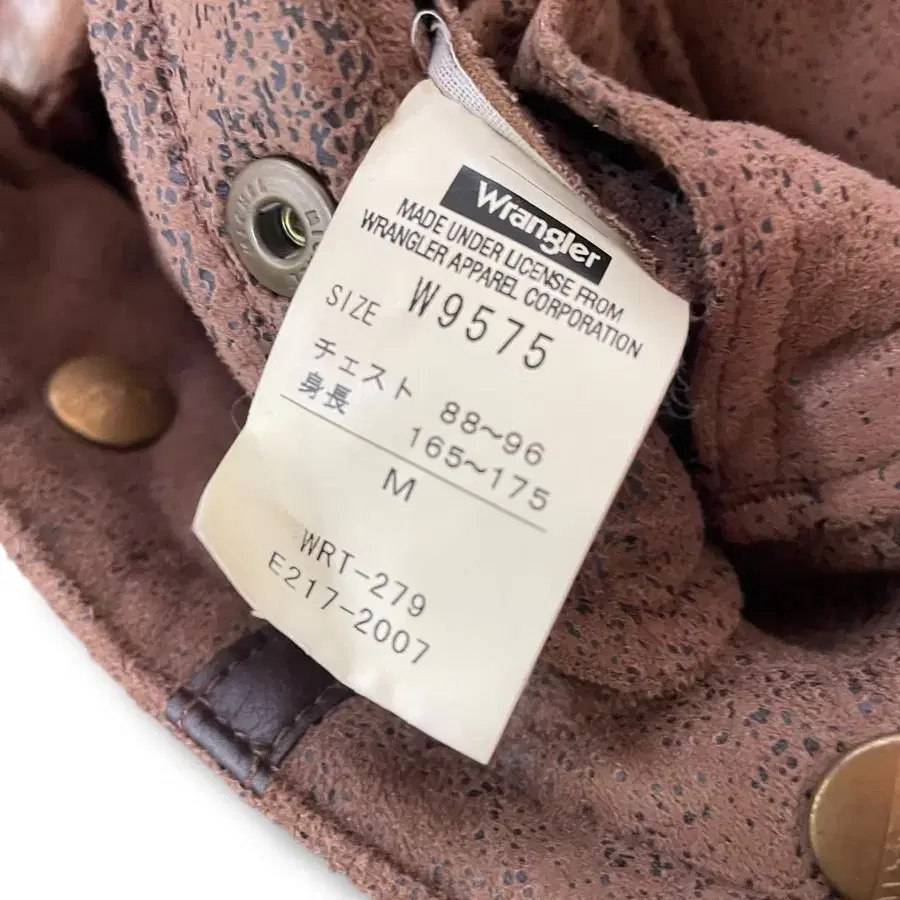 Wrangler
MADE UNDER LICENSE FROM
WRANGLER APPAREL CORPORATION
W9575
SIZE
チェスト 88~96
身長 165~175
M
WRT-279
E217-2007